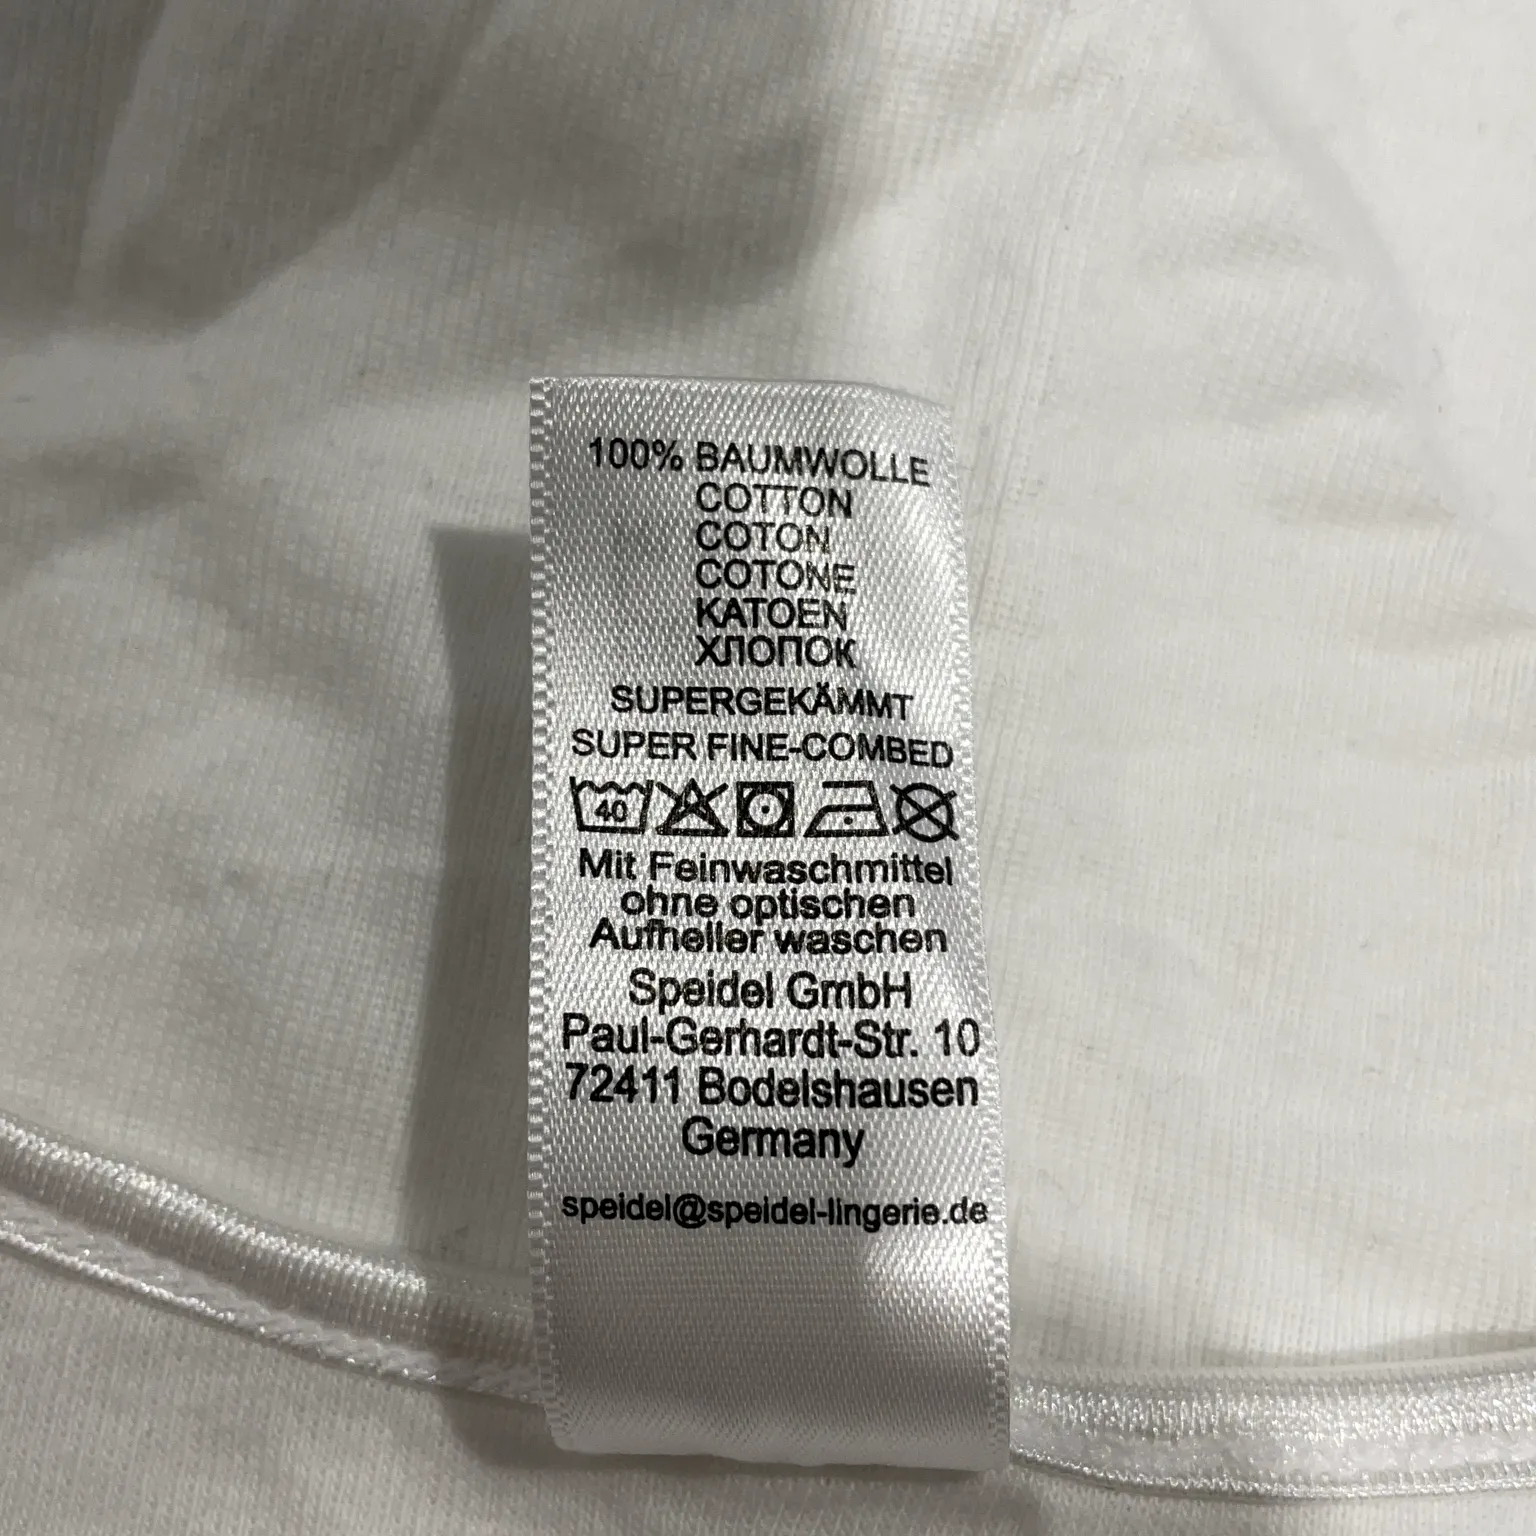 100% BAUMWOLLE
COTTON
COTON
COTONE
KATOEN
ХЛОПОК
SUPERGEKÄMMT
SUPER FINE-COMBED
40
Mit Feinwaschmittel
ohne optischen
Aufheller waschen
Speidel GmbH
Paul-Gerhardt-Str. 10
72411 Bodelshausen
Germany
speidel@speidel-lingerie.de